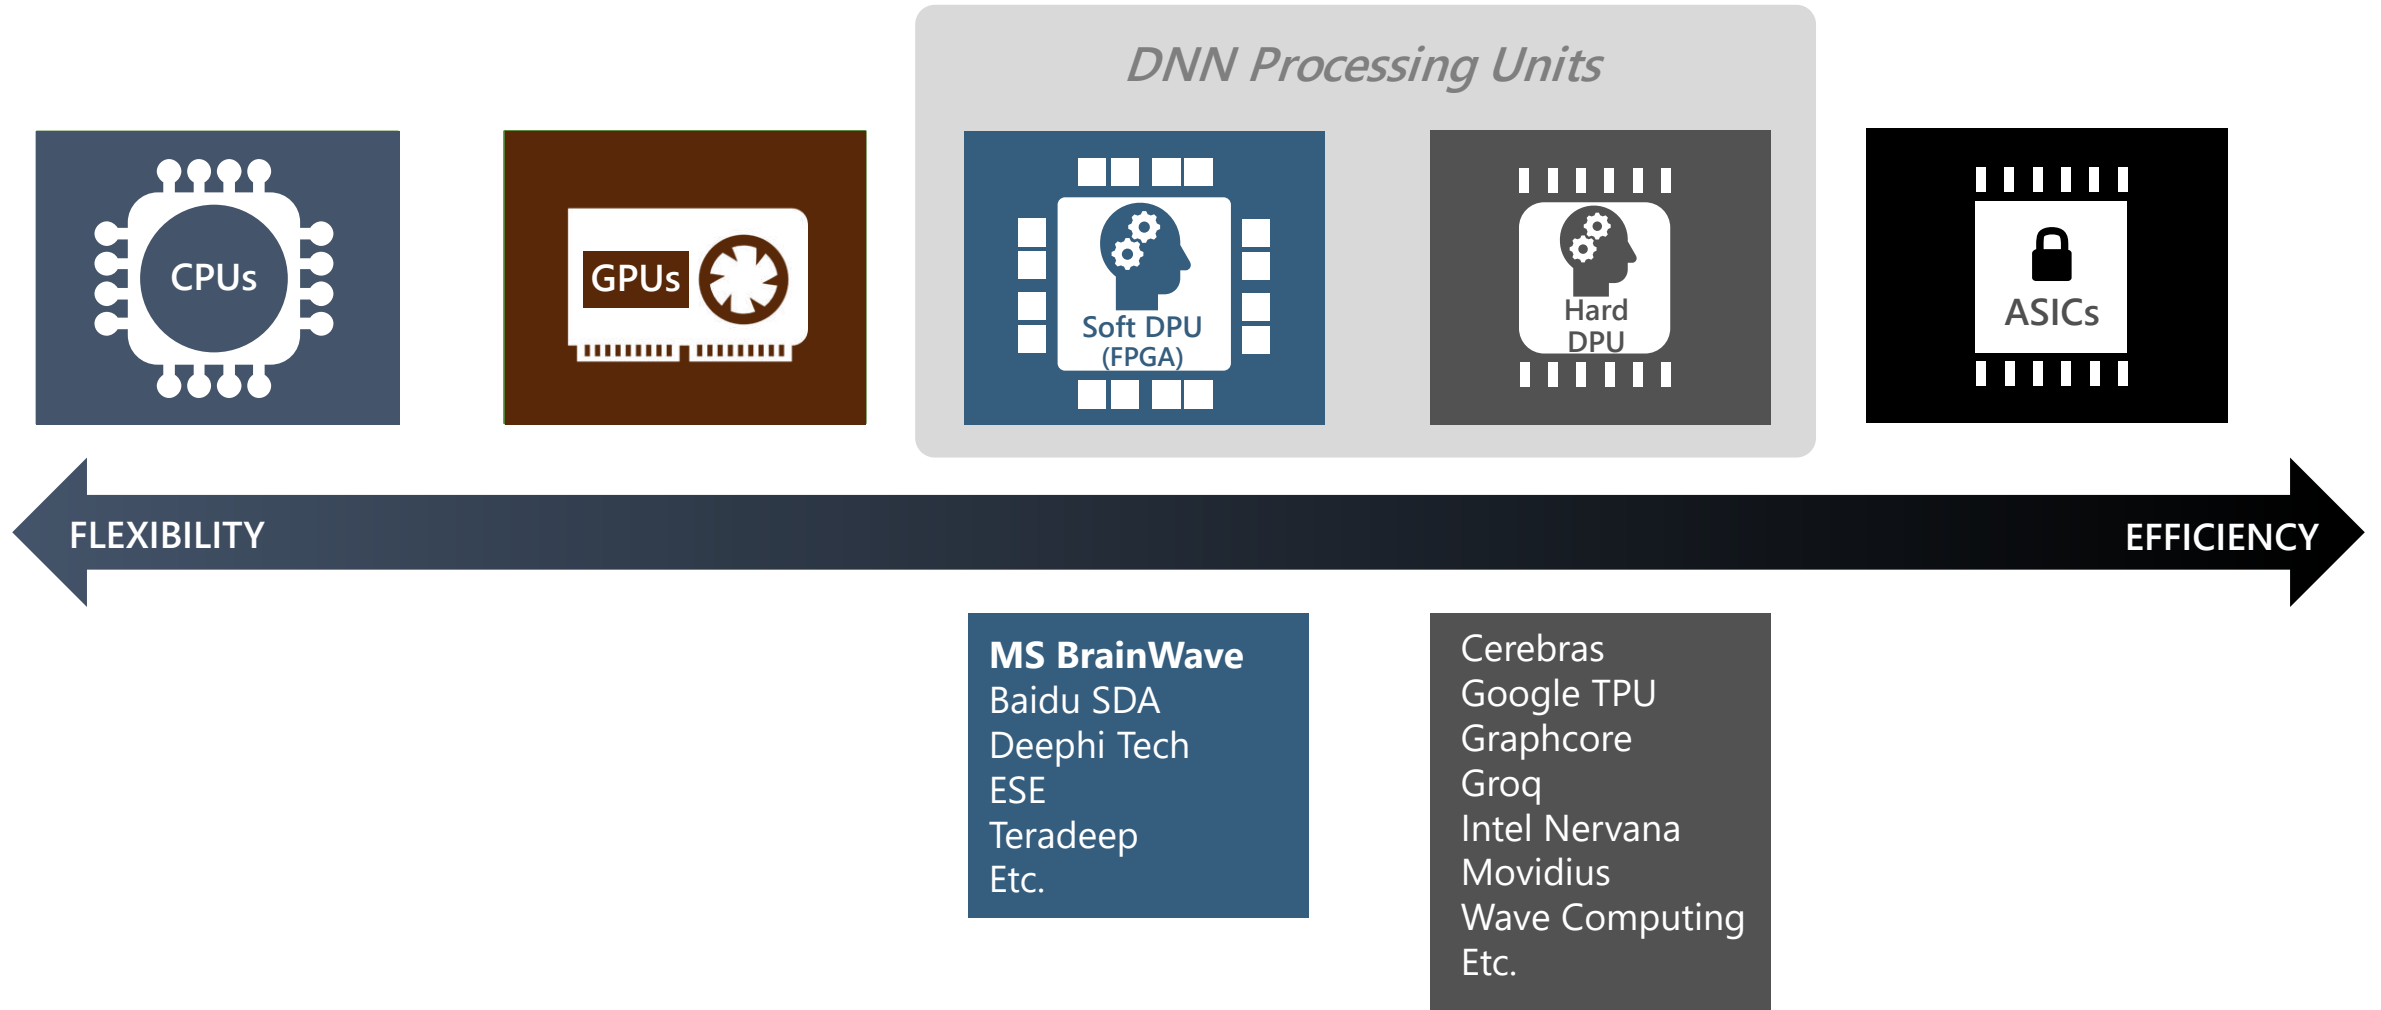 DNN Processing Units
CPUs
GPUs
Soft DPU
(FPGA)
Hard
DPU
ASICs
FLEXIBILITY
EFFICIENCY
MS BrainWave
Baidu SDA
Deephi Tech
ESE
Teradeep
Etc.
Cerebras
Google TPU
Graphcore
Groq
Intel Nervana
Movidius
Wave Computing
Etc.